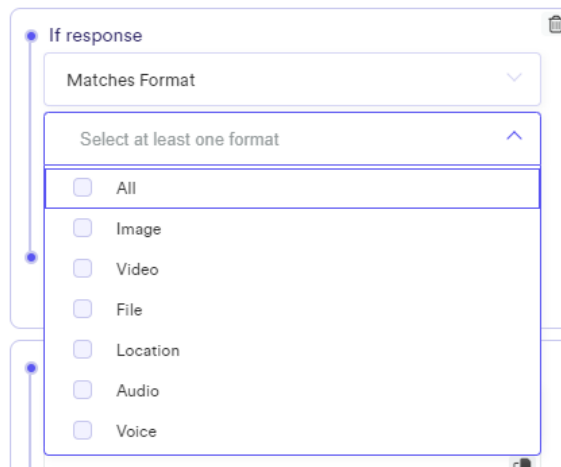 If response
Matches Format
Select at least one format
All
Image
Video
File
Location
Audio
Voice